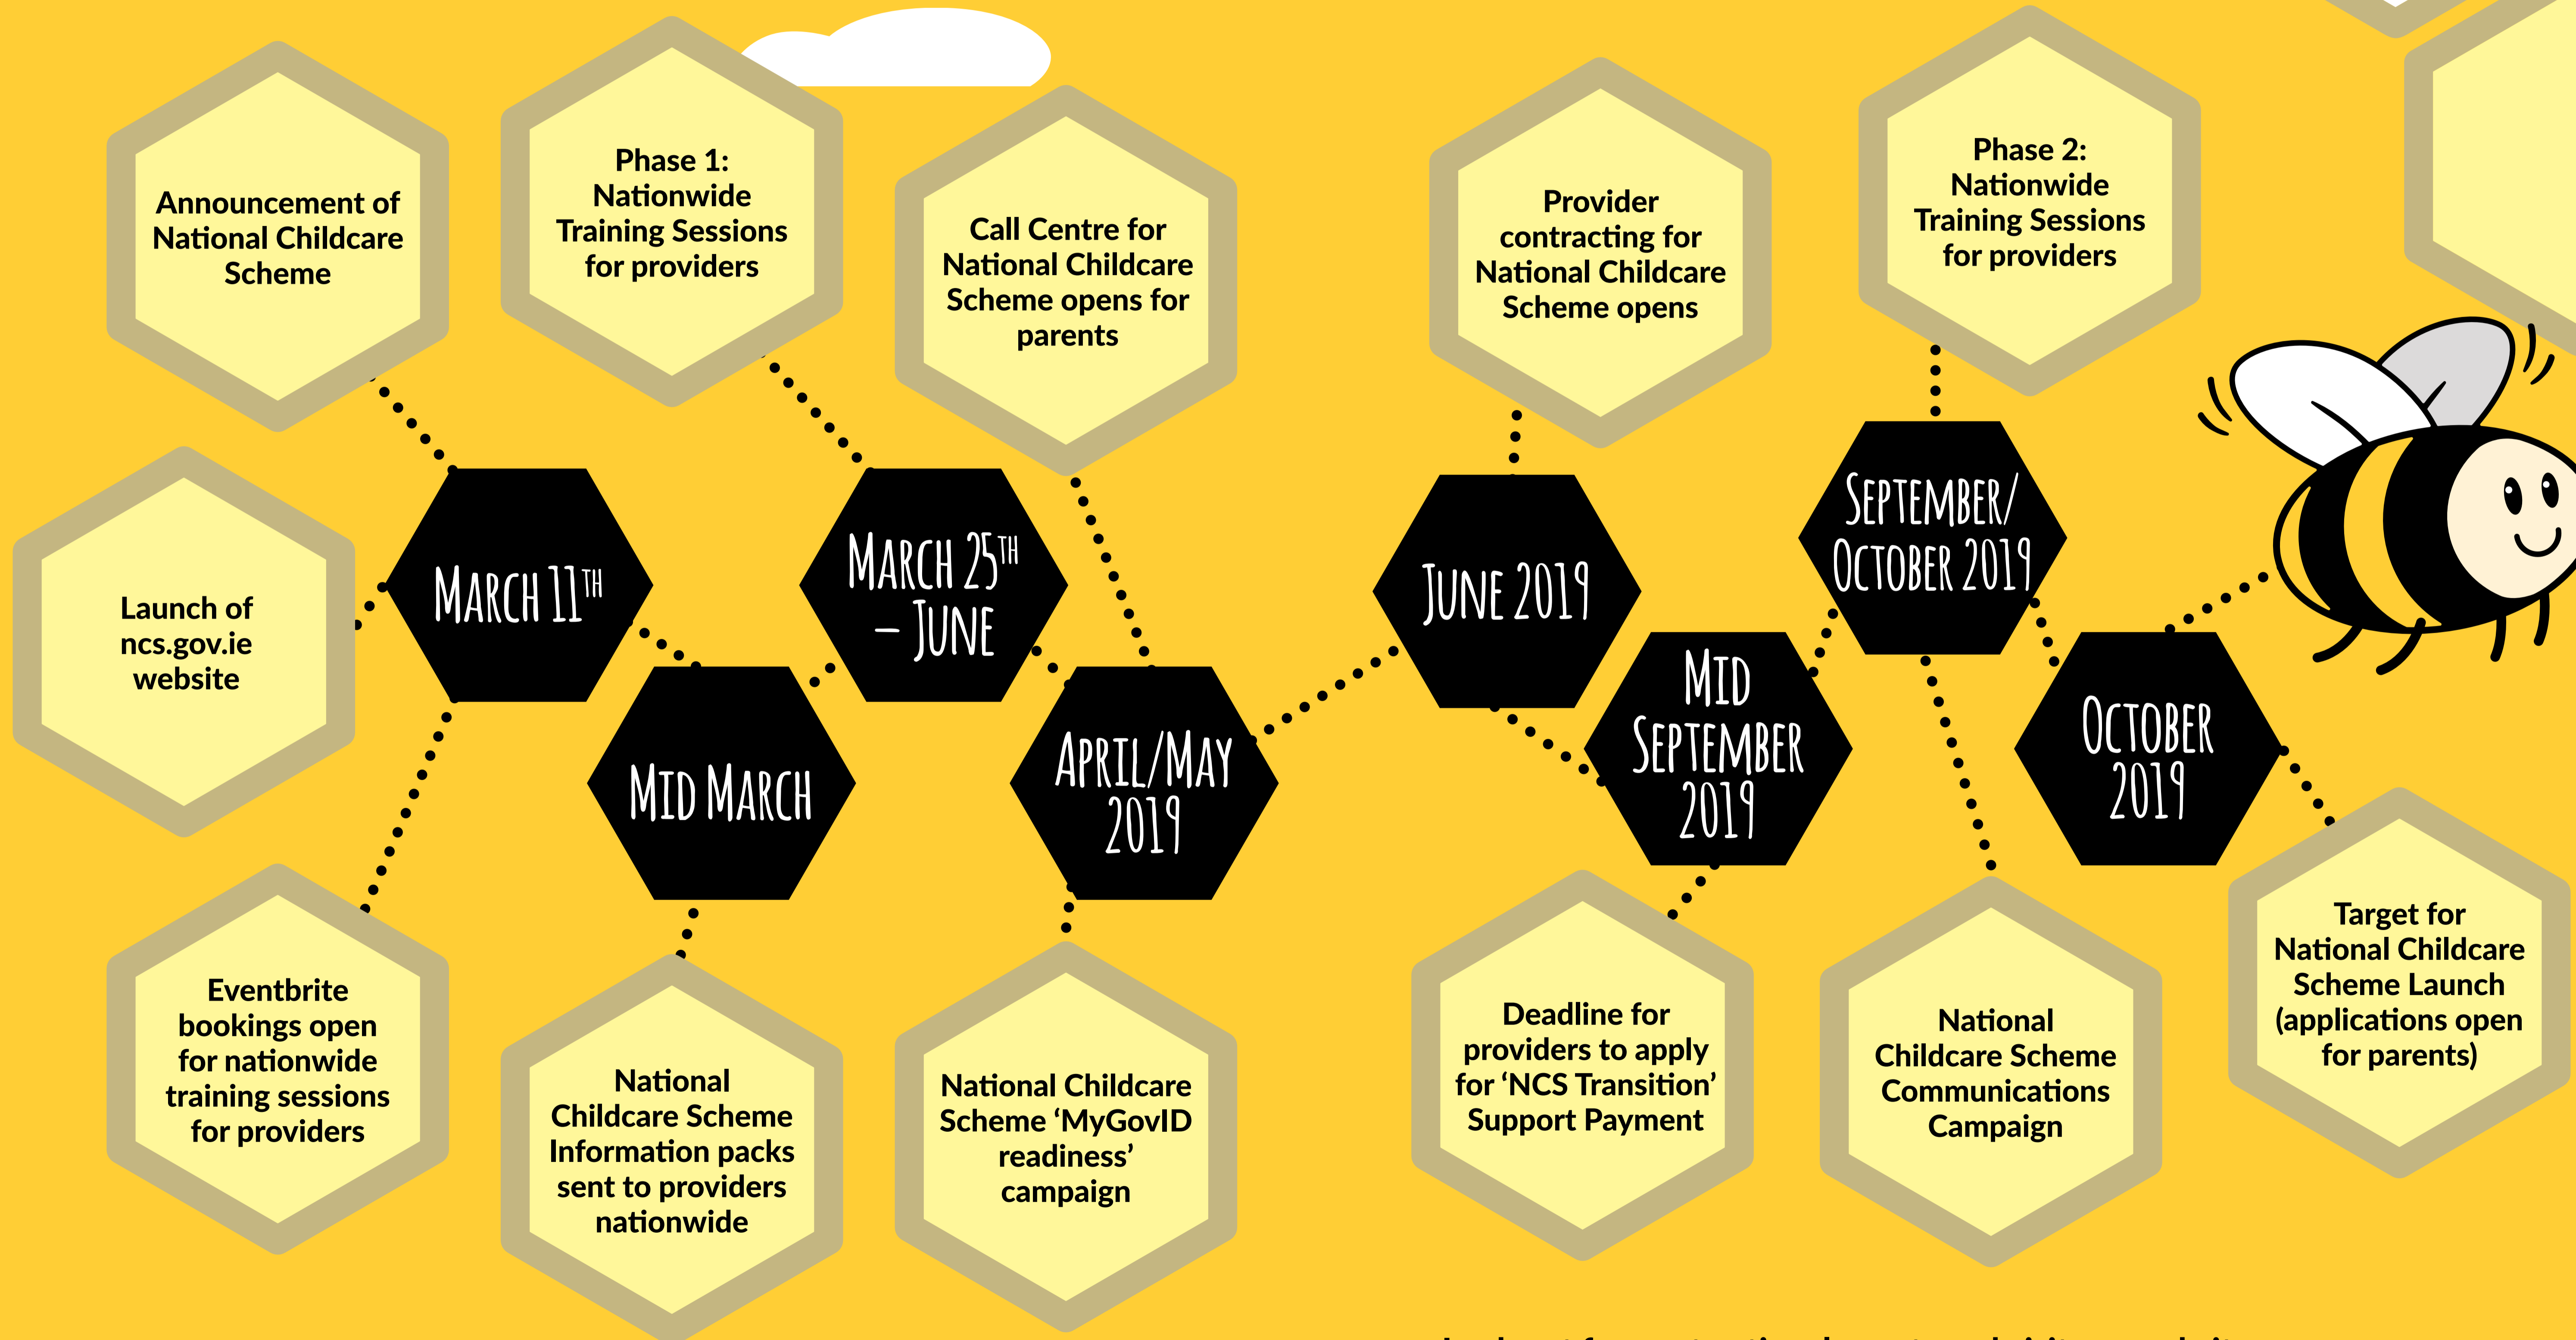 Announcement of
National Childcare
Scheme
Phase 1:
Nationwide
Training Sessions
for providers
Call Centre for
National Childcare
Scheme opens for
parents
Provider
contracting for
National Childcare
Scheme opens
Phase 2:
Nationwide
Training Sessions
for providers
Launch of
ncs.gov.ie
website
March 11th
Mid March
March 25th
– June
April/May
2019
June 2019
Mid
September
2019
September/
October 2019
October
2019
Eventbrite
bookings open
for nationwide
training sessions
for providers
National
Childcare Scheme
Information packs
sent to providers
nationwide
National Childcare
Scheme ‘MyGovID
readiness’
campaign
Deadline for
providers to apply
for ‘NCS Transition’
Support Payment
National
Childcare Scheme
Communications
Campaign
Target for
National Childcare
Scheme Launch
(applications open
for parents)